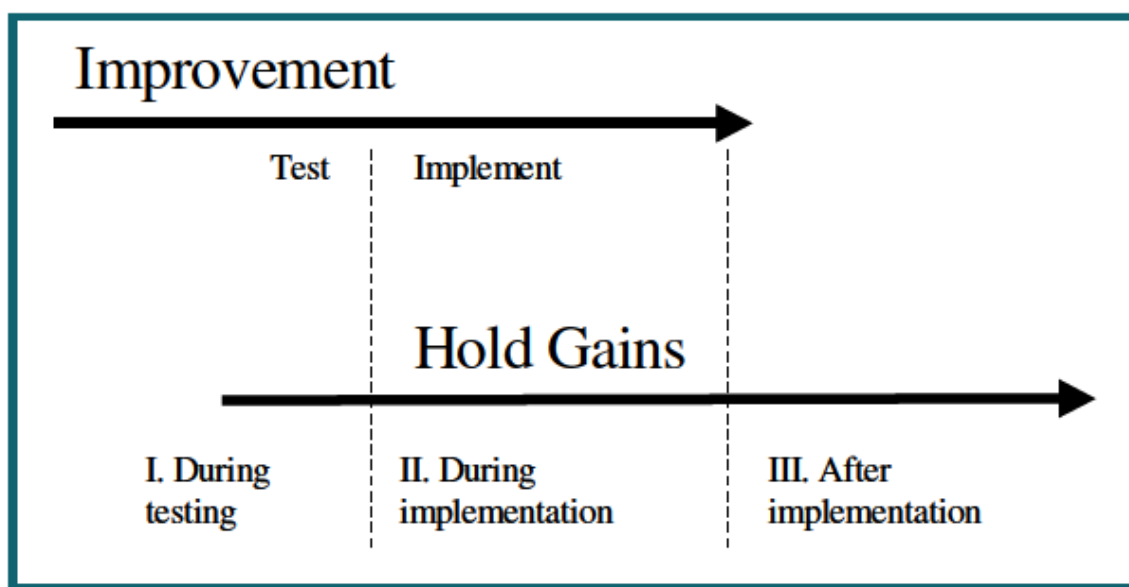 Improvement
Test
Implement
Hold Gains
I. During
testing
II. During
implementation
III. After
implementation